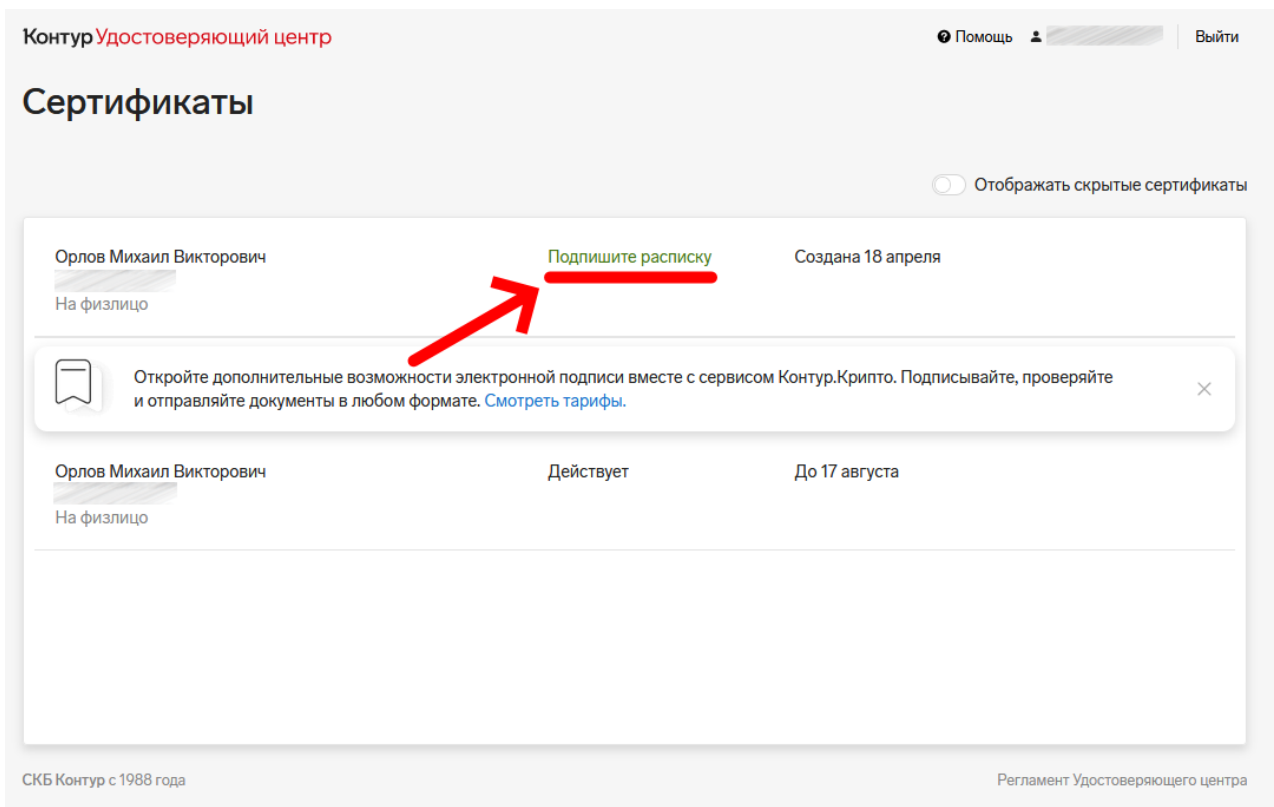 Контур Удостоверяющий центр
Помощь
Выйти
Сертификаты
Отображать скрытые сертификаты
Орлов Михаил Викторович
Подпишите расписку
Создана 18 апреля
На физлицо
Откройте дополнительные возможности электронной подписи вместе с сервисом Контур.Крипто. Подписывайте, проверяйте
и отправляйте документы в любом формате. Смотреть тарифы.
Орлов Михаил Викторович
Действует
До 17 августа
На физлицо
СКБ Контур с 1988 года
Регламент Удостоверяющего центра